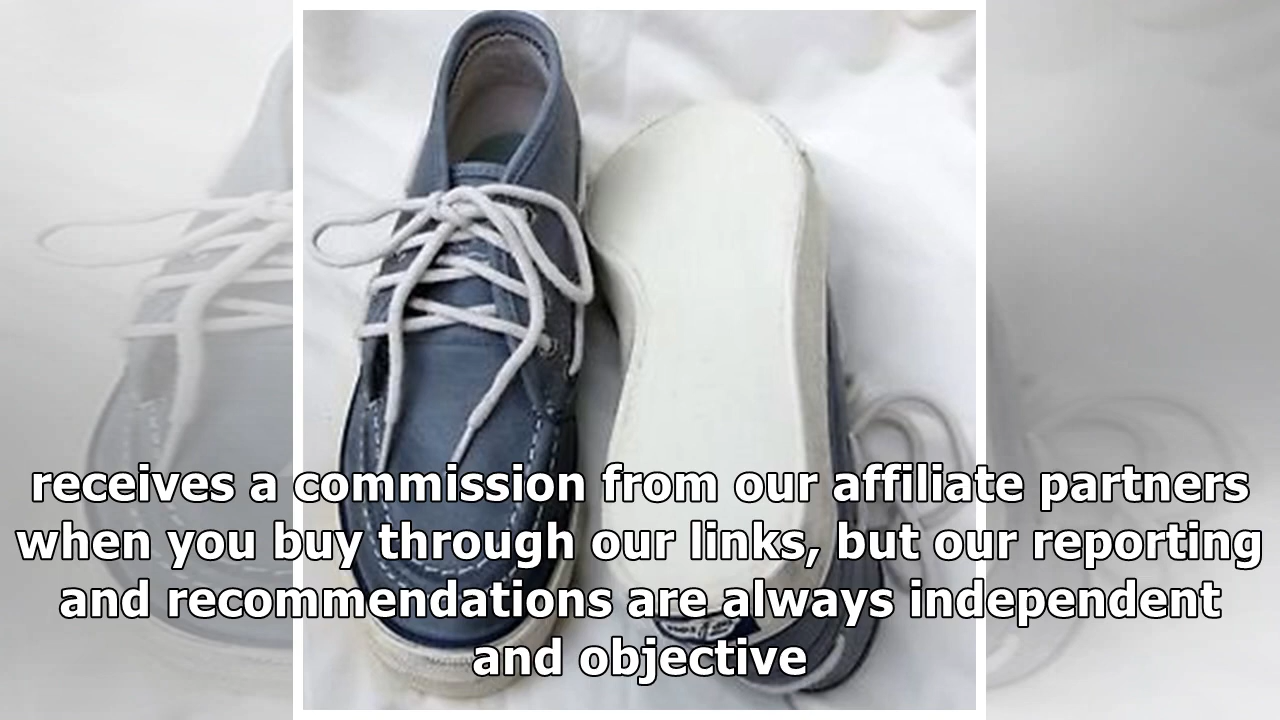 receives a commission from our affiliate partners
when you buy through our links, but our reporting
and recommendations are always independent
and objective